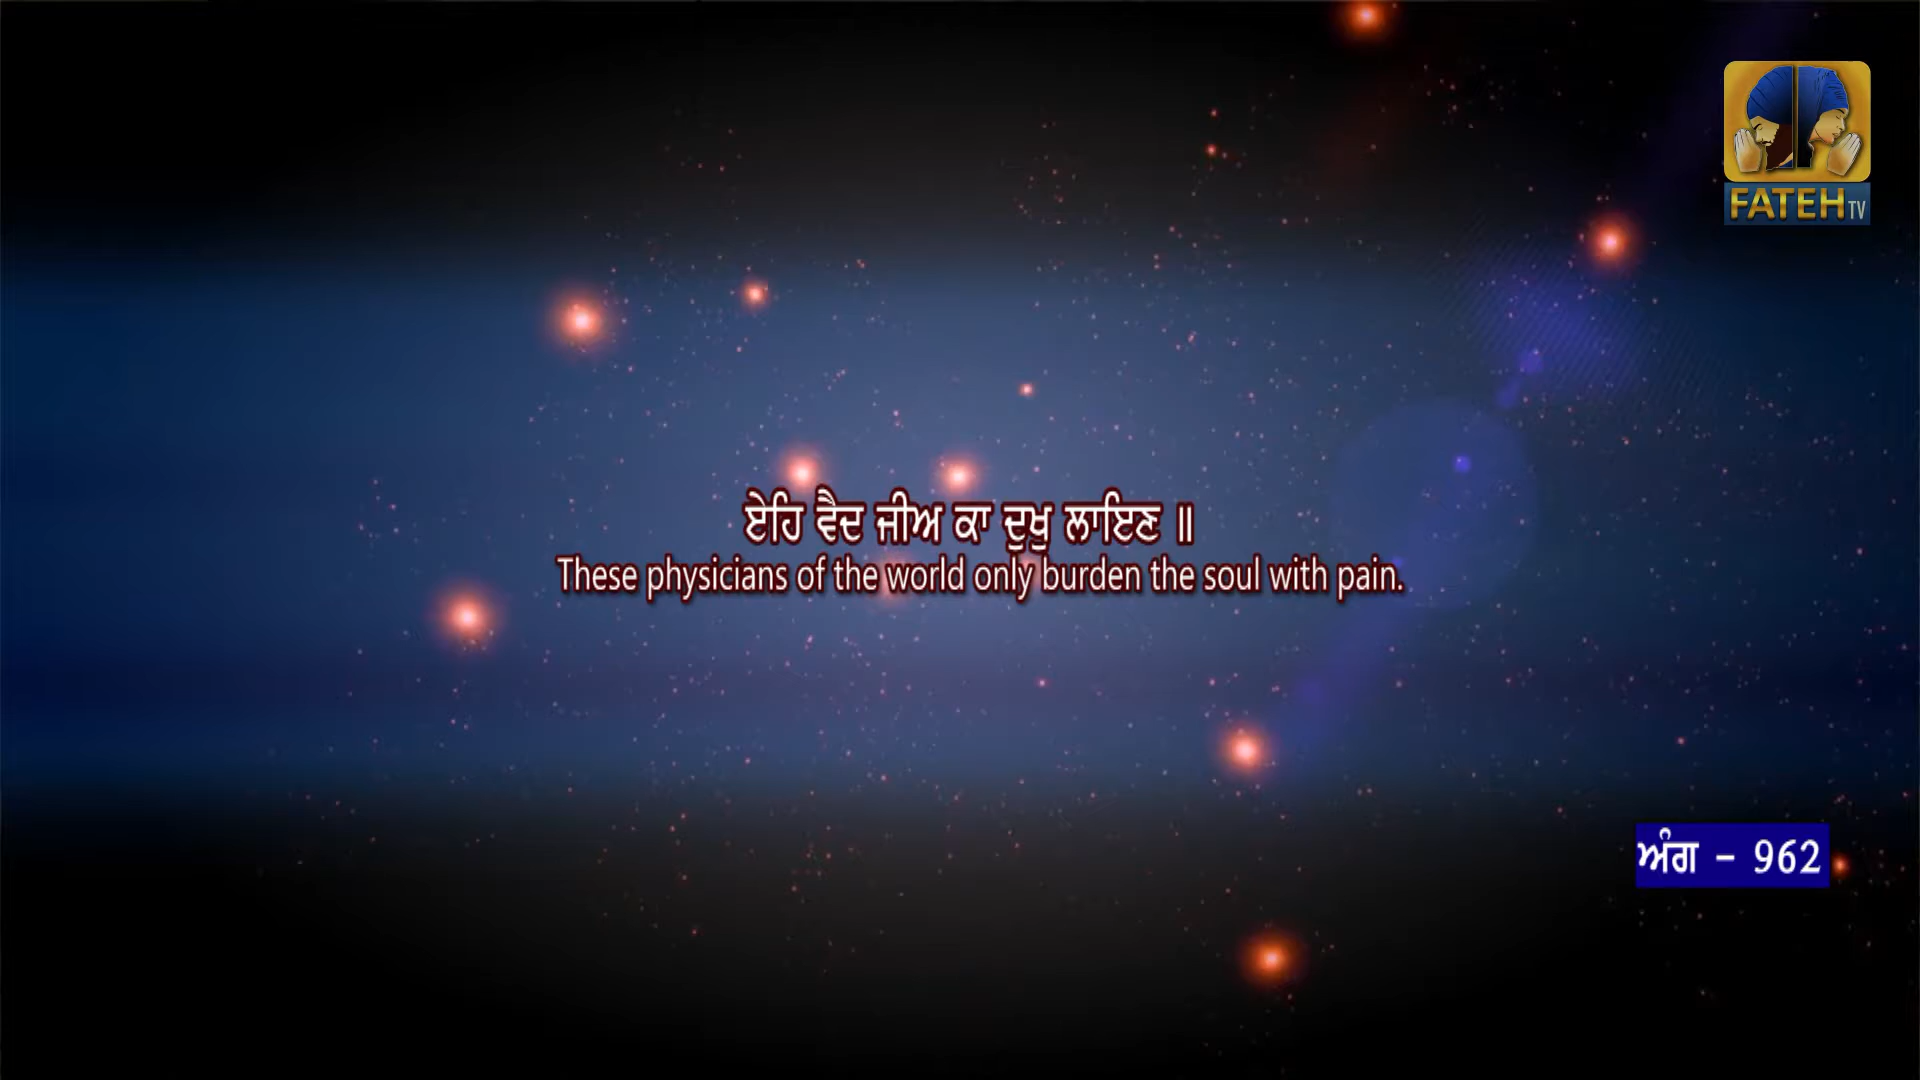 FATEH TV
ਏਹਿ ਵੈਦ ਜੀਅ ਕਾ ਦੁਖੁ ਲਾਇਣ ॥
These physicians of the world only burden the soul with pain.
ਅੰਗ - 962